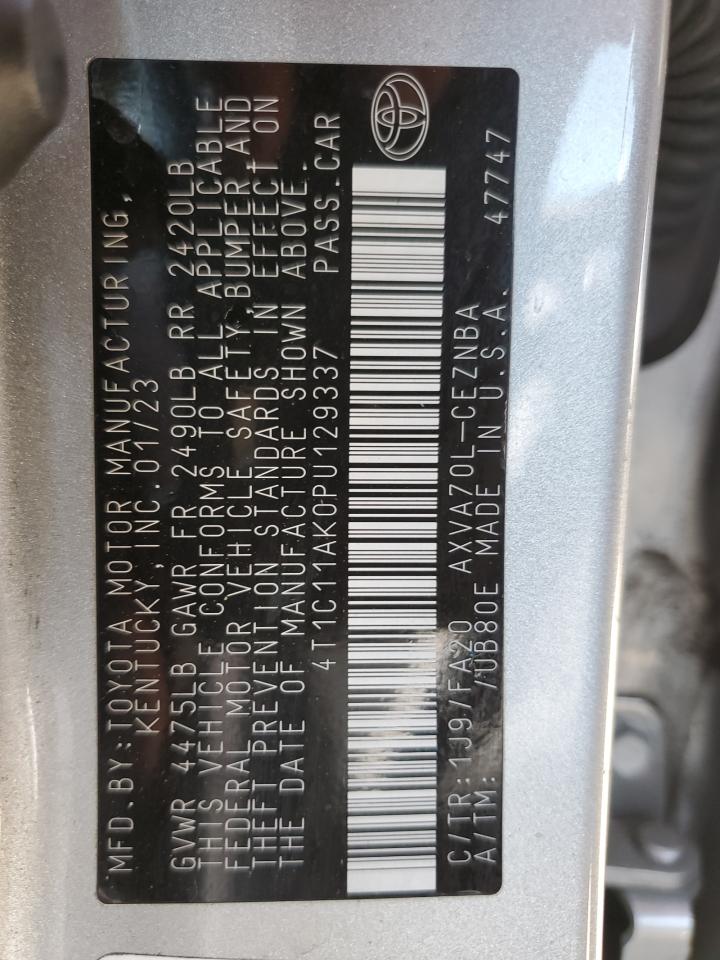 MFD.BY:TOYOTA MOTOR MANUFACTURING,
KENTUCKY,INC.01/23
GVWR 4475LB GAWR FR 2490LB RR 2420LB
THIS VEHICLE CONFORMS TO ALL APPLICABLE
FEDERAL MOTOR VEHICLE SAFETY, BUMPER AND
THEFT PREVENTION STANDARDS IN EFFECT ON
THE DATE OF MANUFACTURE SHOWN ABOVE.
4T1C11AK0PU129337 PASS.CAR
C/TR:1J9/FA20 AXVA70L-CEZNBA
A/TM: /UB80E MADE IN U.S.A. 47747